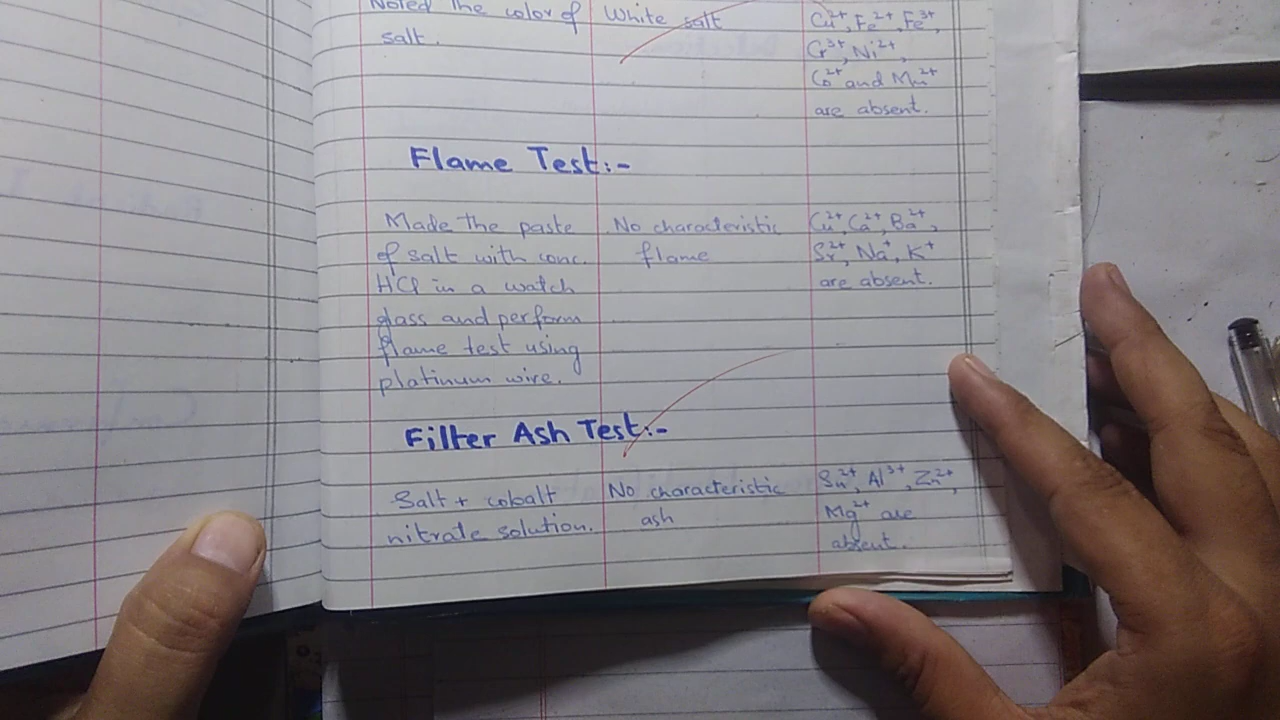 Noted the color of White salt Cu²⁺, Fe²⁺, Fe³⁺,
salt. Cr³⁺, Ni²⁺,
Co²⁺ and Mn²⁺
are absent.
Flame Test:-
Made the paste No characteristic Cu²⁺, Ca²⁺, Ba²⁺,
of salt with conc. flame Sr²⁺, Na⁺, K⁺
HCl in a watch are absent.
glass and perform
flame test using
platinum wire.
Filter Ash Test:-
Salt + cobalt No characteristic Sn²⁺, Al³⁺, Zn²⁺,
nitrate solution. ash Mg²⁺ are
absent.